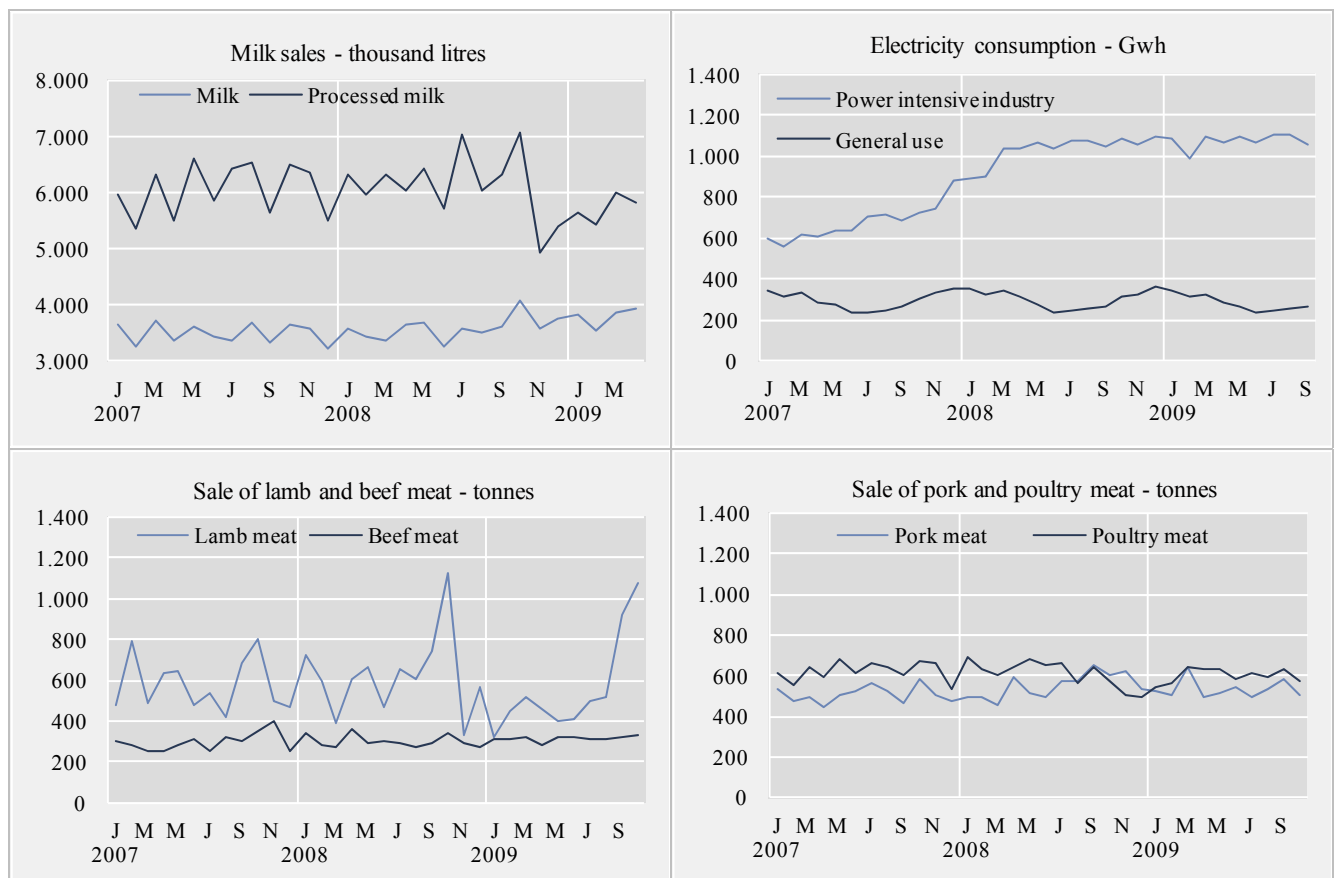 Milk sales - thousand litres
8.000
7.000
6.000
5.000
4.000
3.000
Milk
Processed milk
J M M J S N J M M J S N J M
2007 2008 2009
Electricity consumption - Gwh
1.400
1.200
1.000
800
600
400
200
0
Power intensive industry
General use
J M M J S N J M M J S N J M M J S
2007 2008 2009
Sale of lamb and beef meat - tonnes
1.400
1.200
1.000
800
600
400
200
0
Lamb meat
Beef meat
J M M J S N J M M J S N J M M J S
2007 2008 2009
Sale of pork and poultry meat - tonnes
1.400
1.200
1.000
800
600
400
200
0
Pork meat
Poultry meat
J M M J S N J M M J S N J M M J S
2007 2008 2009